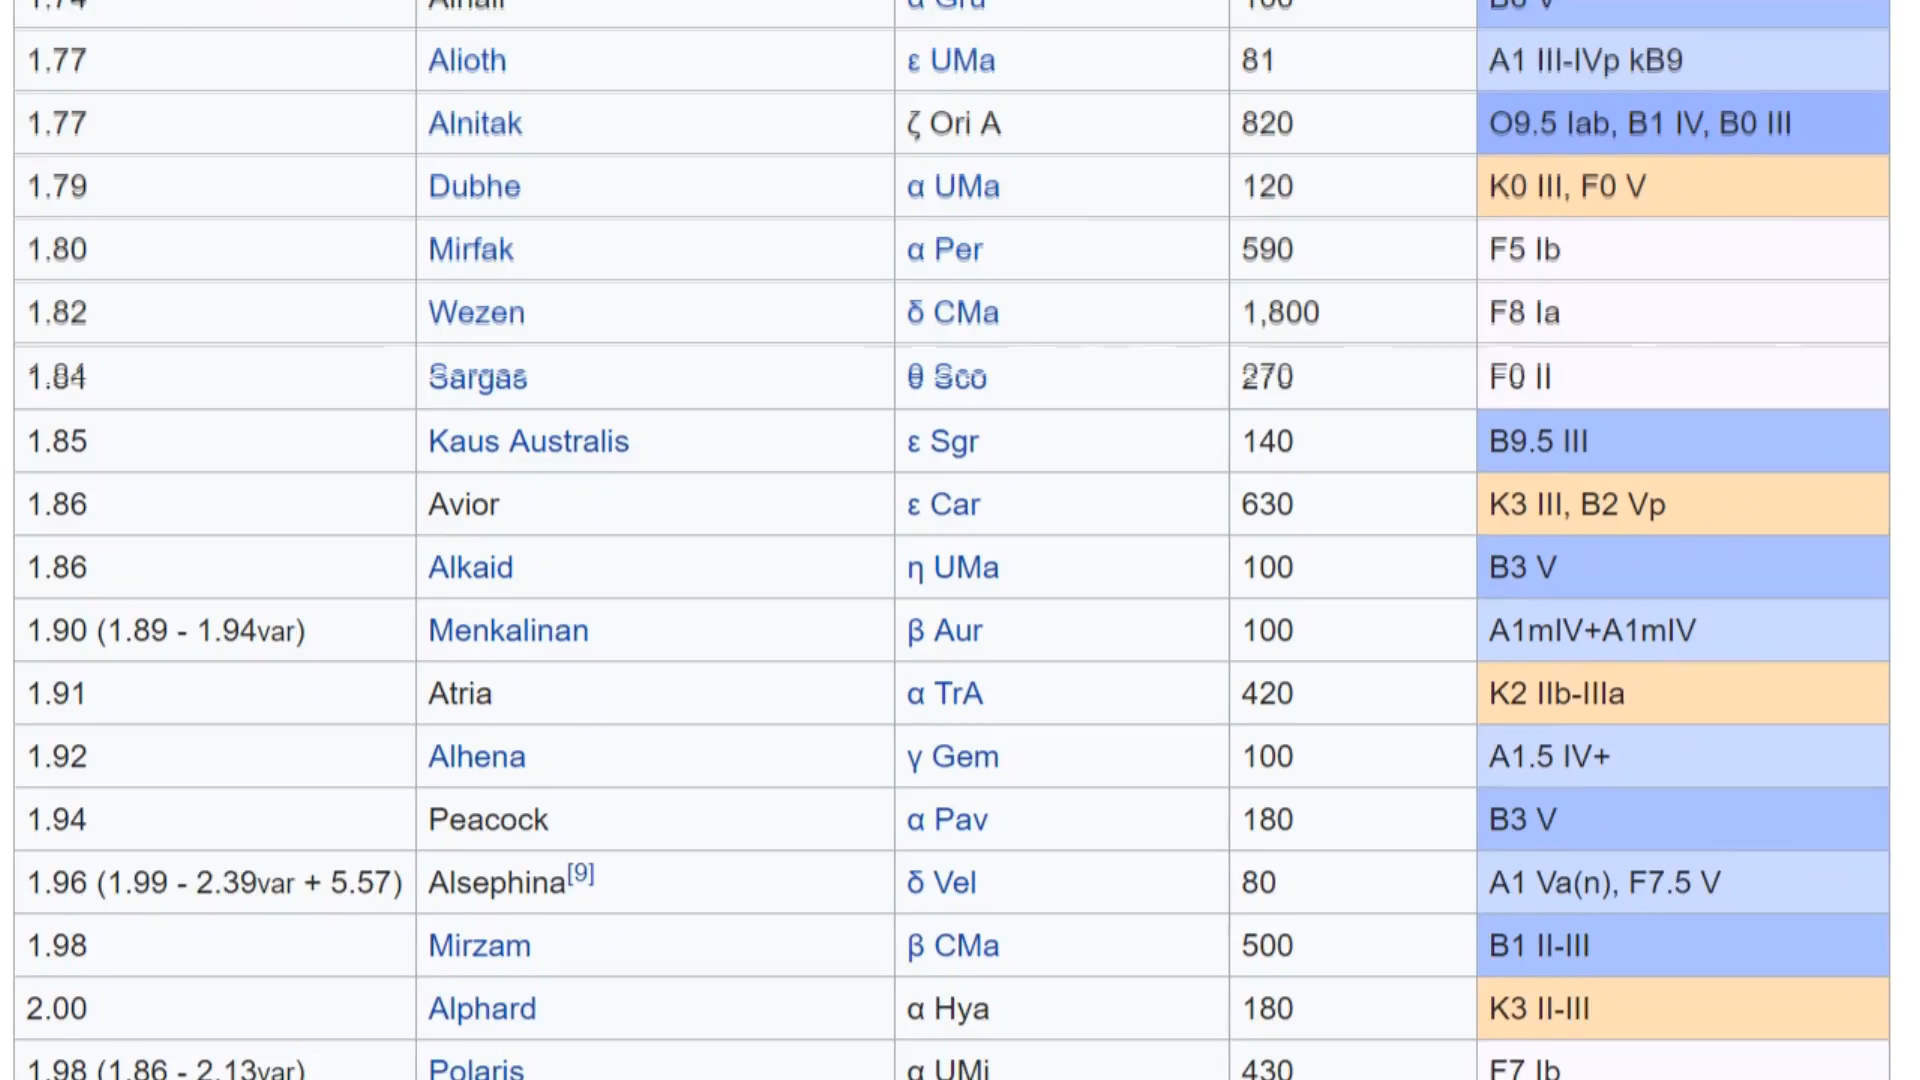 1.77 Alioth ε UMa 81 A1 III-IVp kB9
1.77 Alnitak ζ Ori A 820 O9.5 Iab, B1 IV, B0 III
1.79 Dubhe α UMa 120 K0 III, F0 V
1.80 Mirfak α Per 590 F5 Ib
1.82 Wezen δ CMa 1,800 F8 Ia
1.84 Sargas θ Sco 270 F0 II
1.85 Kaus Australis ε Sgr 140 B9.5 III
1.86 Avior ε Car 630 K3 III, B2 Vp
1.86 Alkaid η UMa 100 B3 V
1.90 (1.89 - 1.94var) Menkalinan β Aur 100 A1mIV+A1mIV
1.91 Atria α TrA 420 K2 IIb-IIIa
1.92 Alhena γ Gem 100 A1.5 IV+
1.94 Peacock α Pav 180 B3 V
1.96 (1.99 - 2.39var + 5.57) Alsephina[9] δ Vel 80 A1 Va(n), F7.5 V
1.98 Mirzam β CMa 500 B1 II-III
2.00 Alphard α Hya 180 K3 II-III
1.98 (1.86 - 2.13var) Polaris α UMi 430 F7 Ib